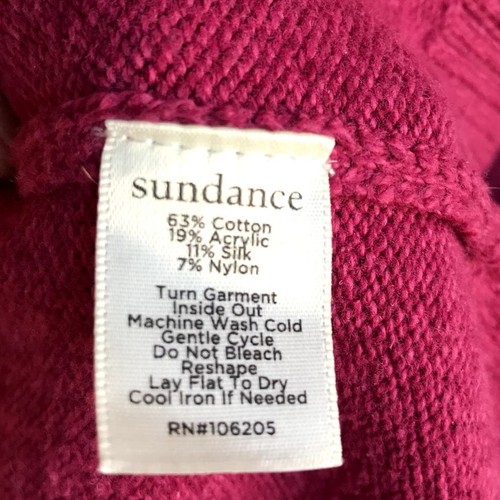 sundance
63% Cotton
19% Acrylic
11% Silk
7% Nylon
Turn Garment
Inside Out
Machine Wash Cold
Gentle Cycle
Do Not Bleach
Reshape
Lay Flat To Dry
Cool Iron If Needed
RN#106205